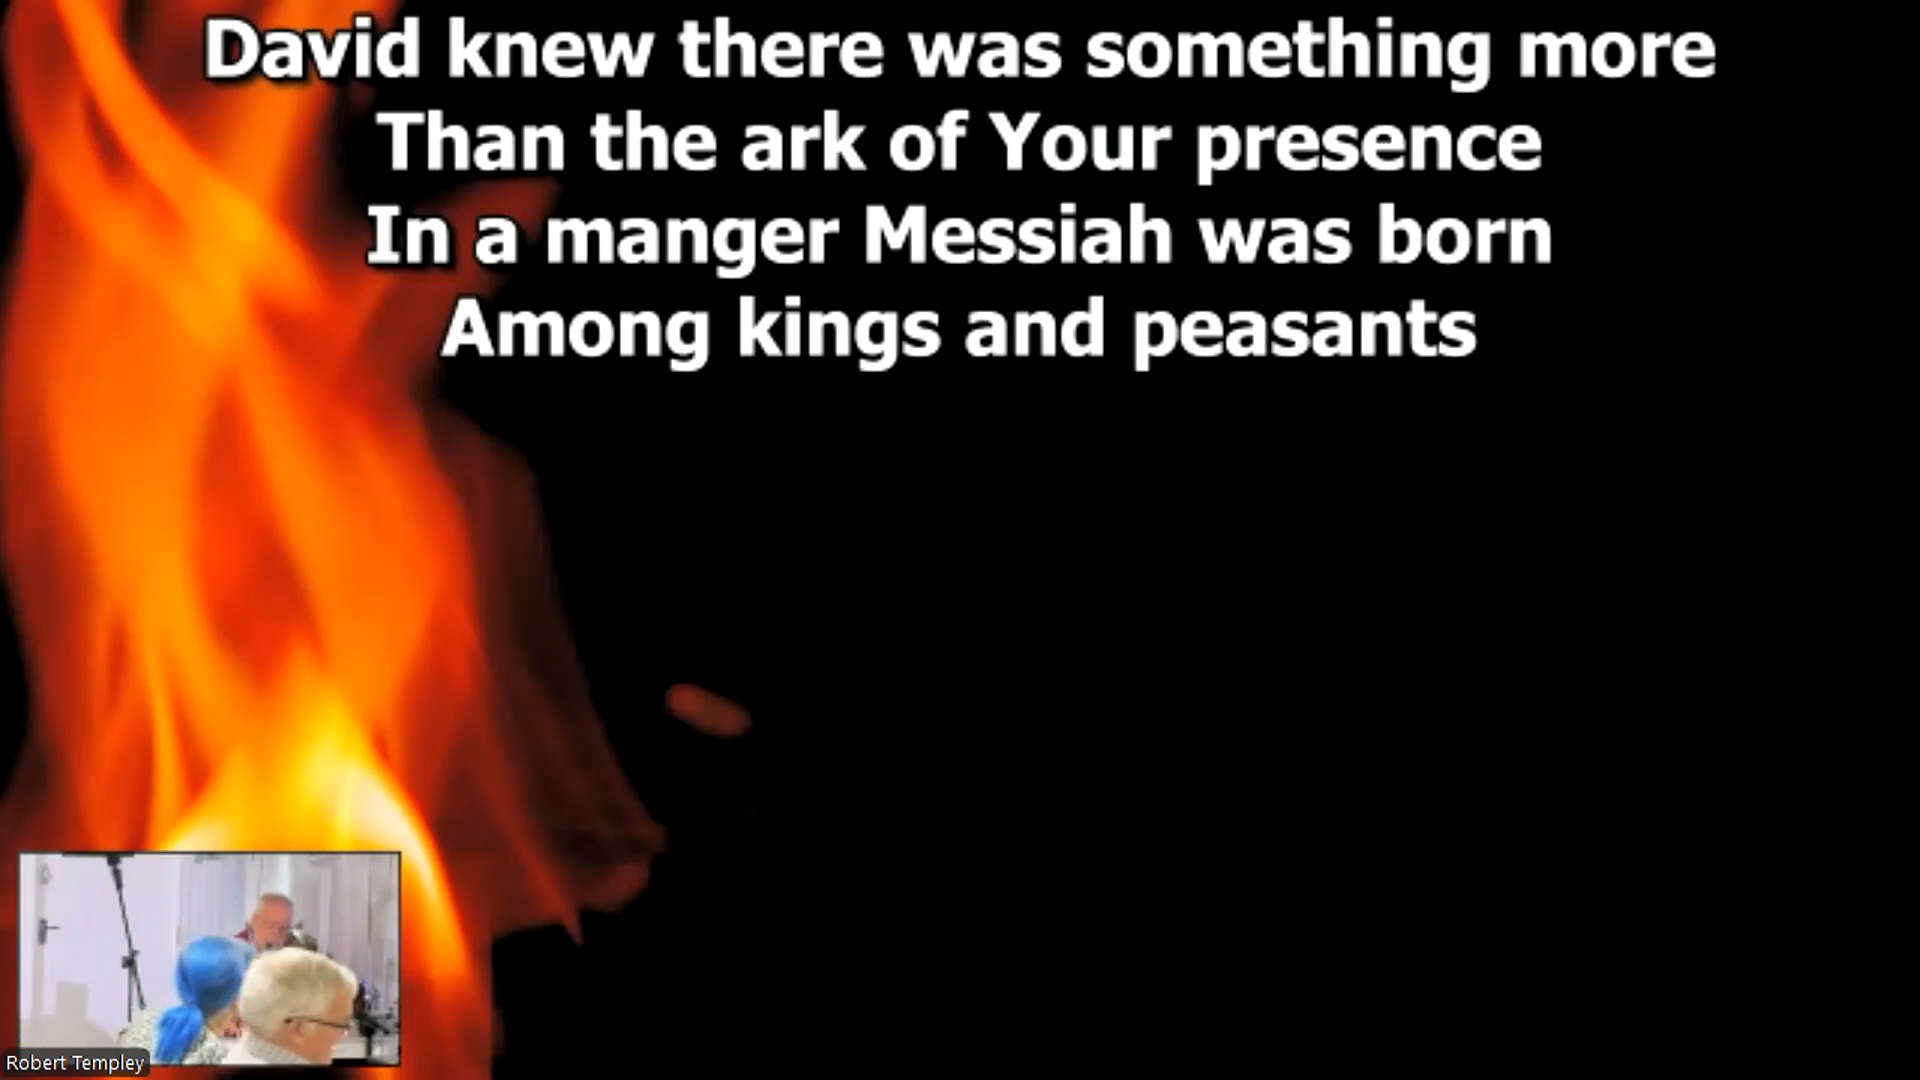 David knew there was something more
Than the ark of Your presence
In a manger Messiah was born
Among kings and peasants
Robert Templey